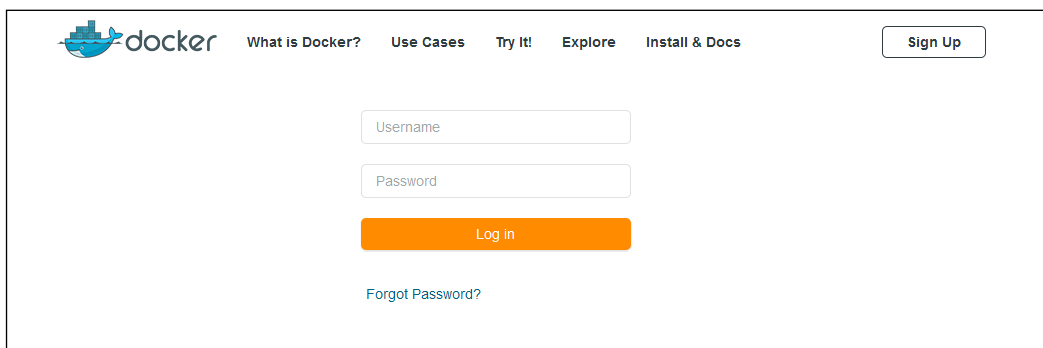 docker What is Docker? Use Cases Try It! Explore Install & Docs Sign Up
Username
Password
Log in
Forgot Password?